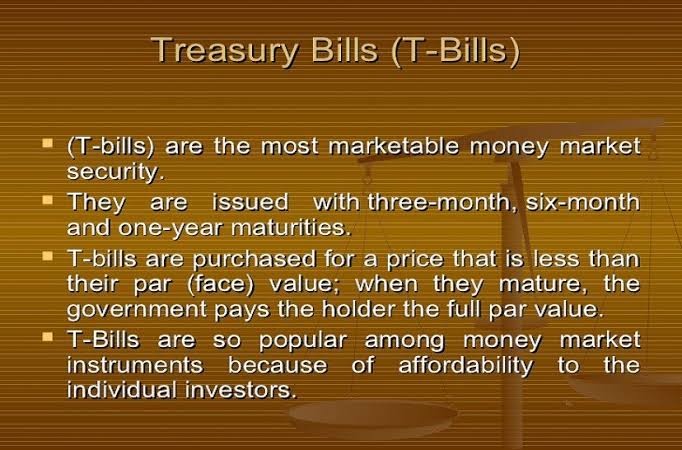 Treasury Bills (T-Bills)
(T-bills) are the most marketable money market
security.
They are issued with three-month, six-month
and one-year maturities.
T-bills are purchased for a price that is less than
their par (face) value; when they mature, the
government pays the holder the full par value.
T-Bills are so popular among money market
instruments because of affordability to the
individual investors.